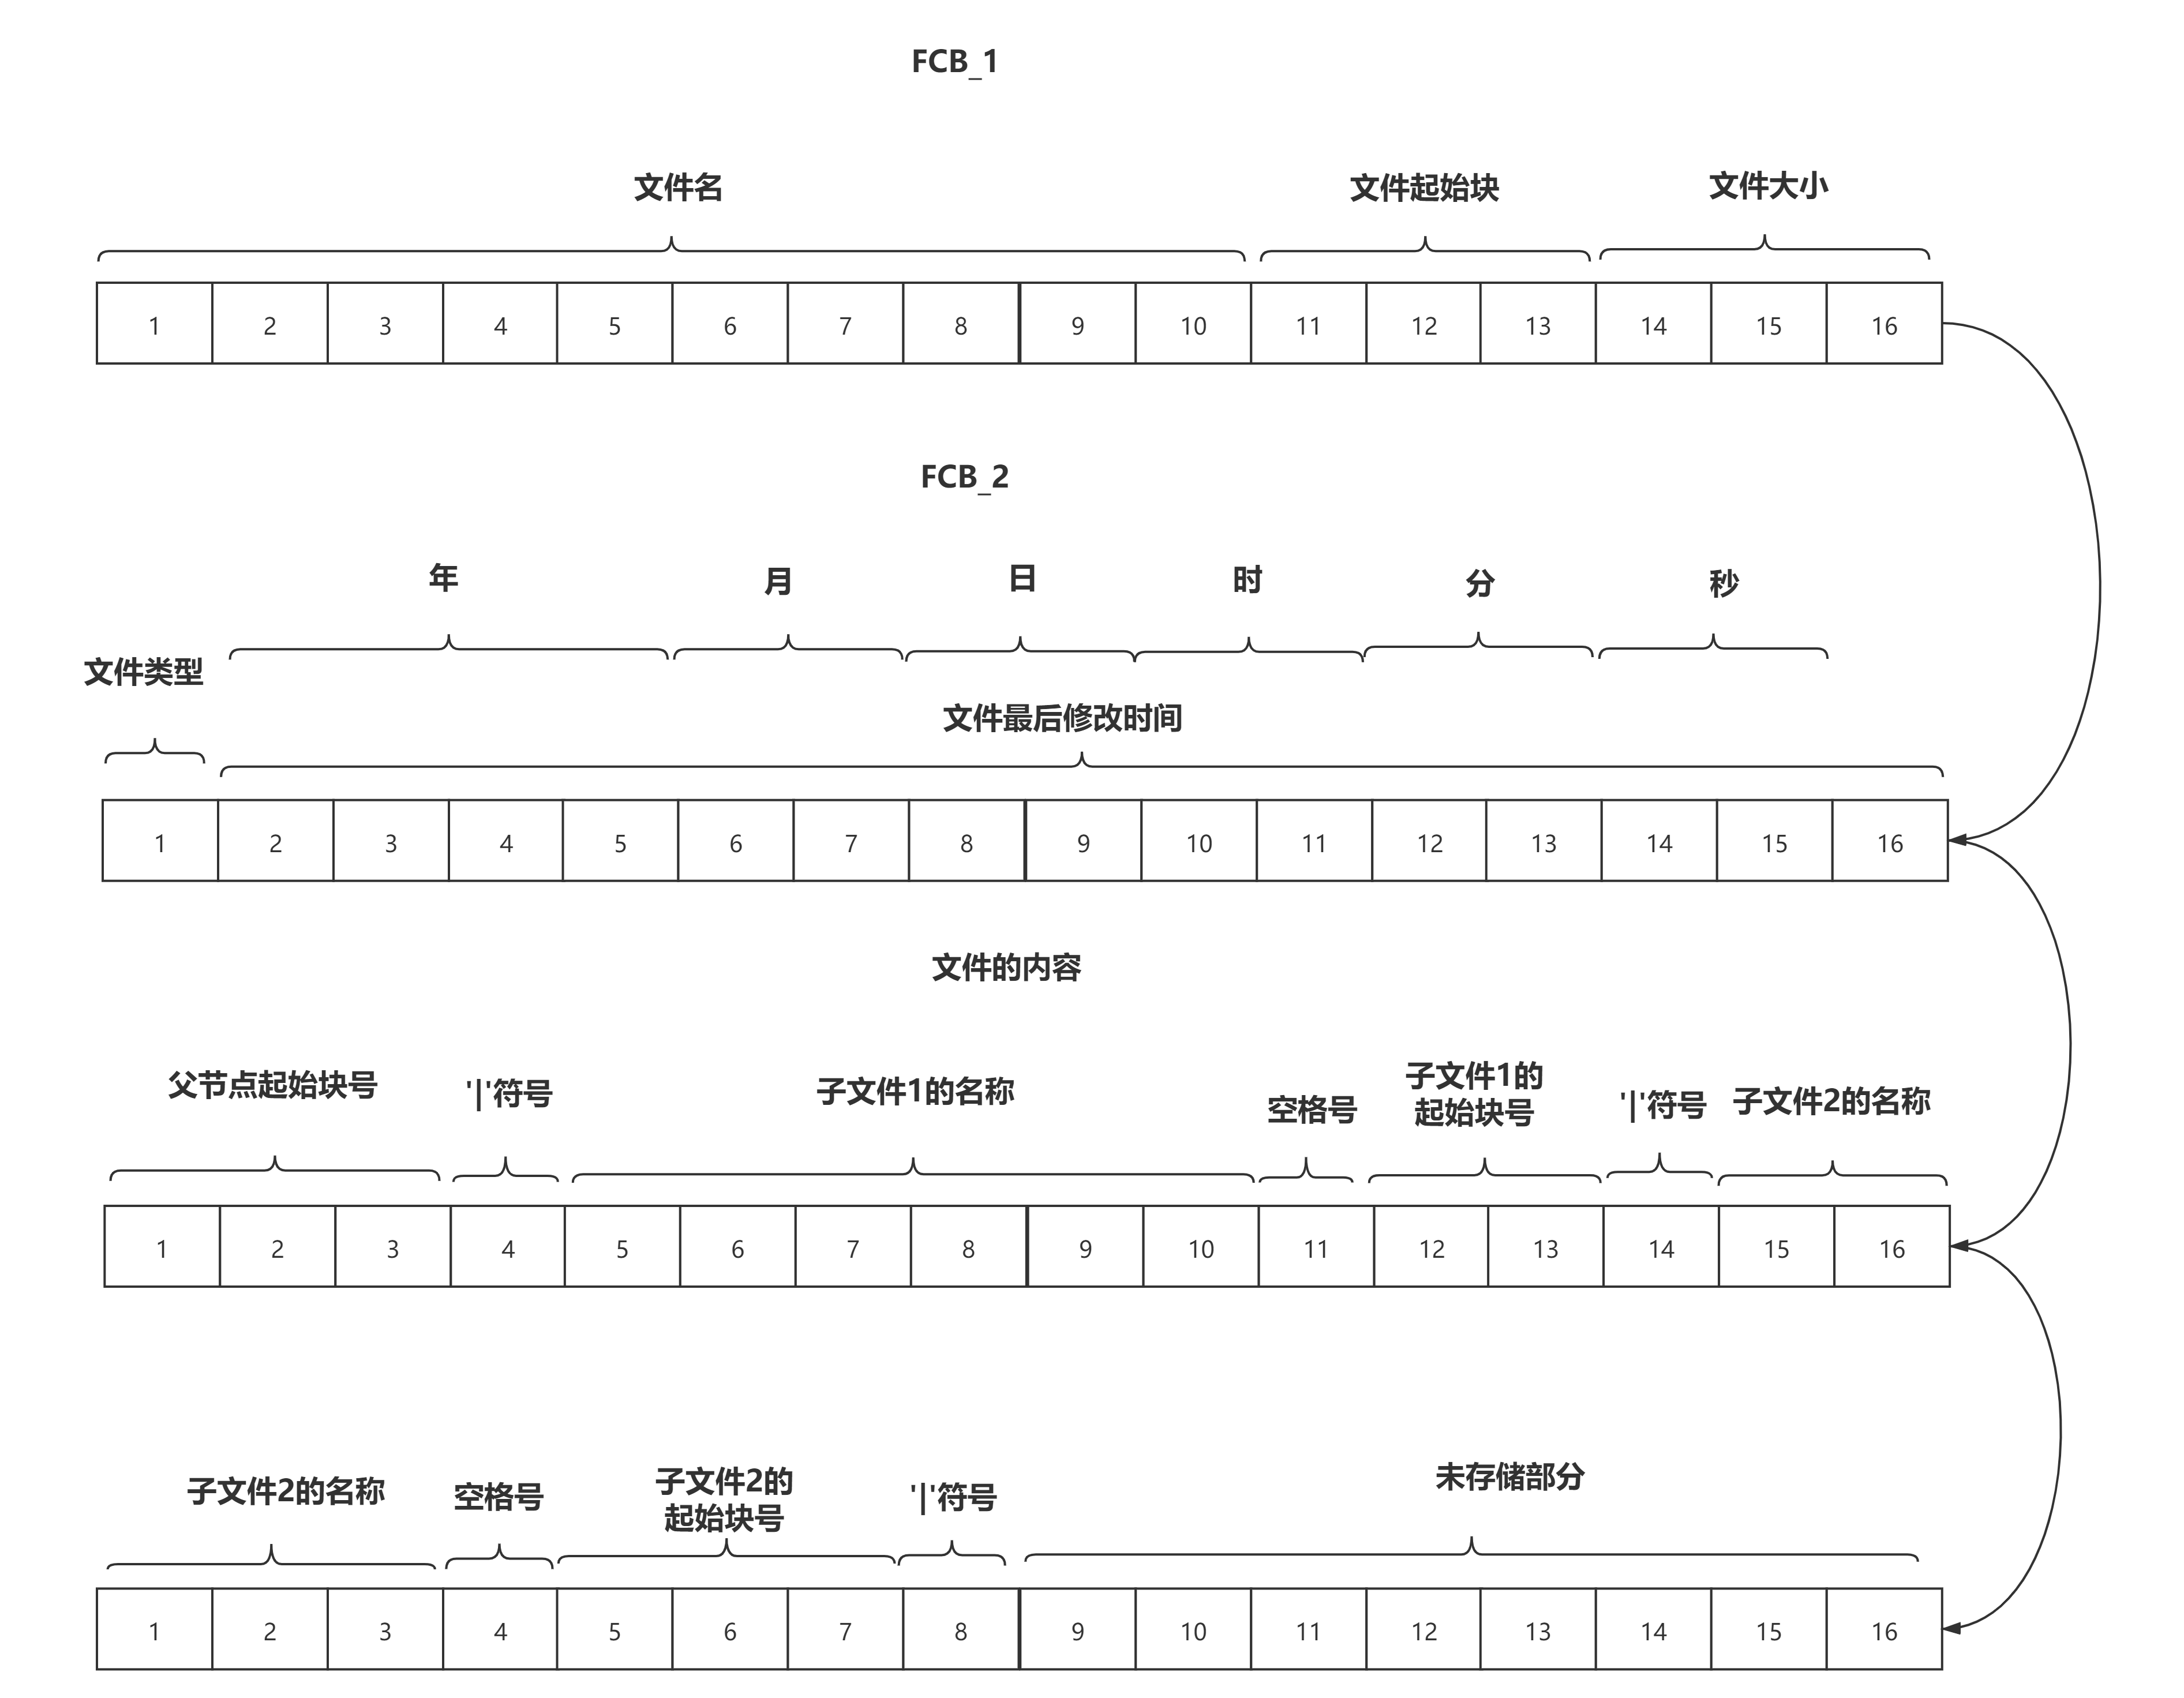 FCB_1
文件名
文件起始块
文件大小
1 2 3 4 5 6 7 8 9 10 11 12 13 14 15 16
FCB_2
年 月 日 时 分 秒
文件类型
文件最后修改时间
1 2 3 4 5 6 7 8 9 10 11 12 13 14 15 16
文件的内容
父节点起始块号
'|'符号
子文件1的名称
空格号
子文件1的
起始块号
'|'符号
子文件2的名称
1 2 3 4 5 6 7 8 9 10 11 12 13 14 15 16
子文件2的名称
空格号
子文件2的
起始块号
'|'符号
未存储部分
1 2 3 4 5 6 7 8 9 10 11 12 13 14 15 16